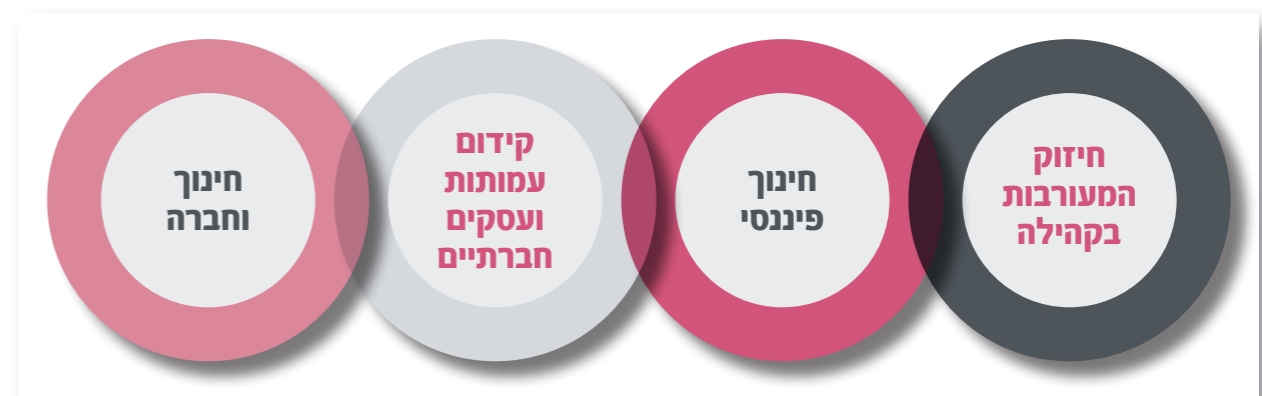 חיזוק
המעורבות
בקהילה
חינוך
פיננסי
קידום
עמותות
ועסקים
חברתיים
חינוך
וחברה